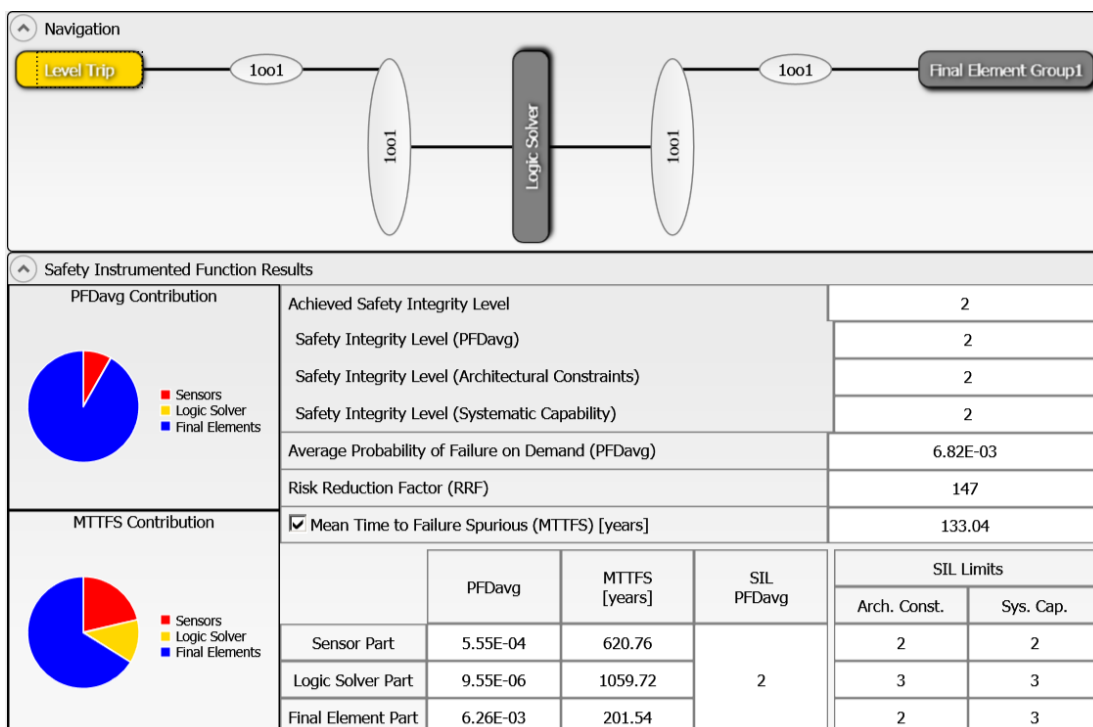 Navigation
Level Trip
1oo1
1oo1
Logic Solver
1oo1
1oo1
Final Element Group1
Safety Instrumented Function Results
PFDavg Contribution
Sensors
Logic Solver
Final Elements
MTTFS Contribution
Sensors
Logic Solver
Final Elements
Achieved Safety Integrity Level 2
Safety Integrity Level (PFDavg) 2
Safety Integrity Level (Architectural Constraints) 2
Safety Integrity Level (Systematic Capability) 2
Average Probability of Failure on Demand (PFDavg) 6.82E-03
Risk Reduction Factor (RRF) 147
Mean Time to Failure Spurious (MTTFS) [years] 133.04
PFDavg MTTFS [years] SIL PFDavg SIL Limits
Arch. Const. Sys. Cap.
Sensor Part 5.55E-04 620.76 2 2
Logic Solver Part 9.55E-06 1059.72 2 3 3
Final Element Part 6.26E-03 201.54 2 3